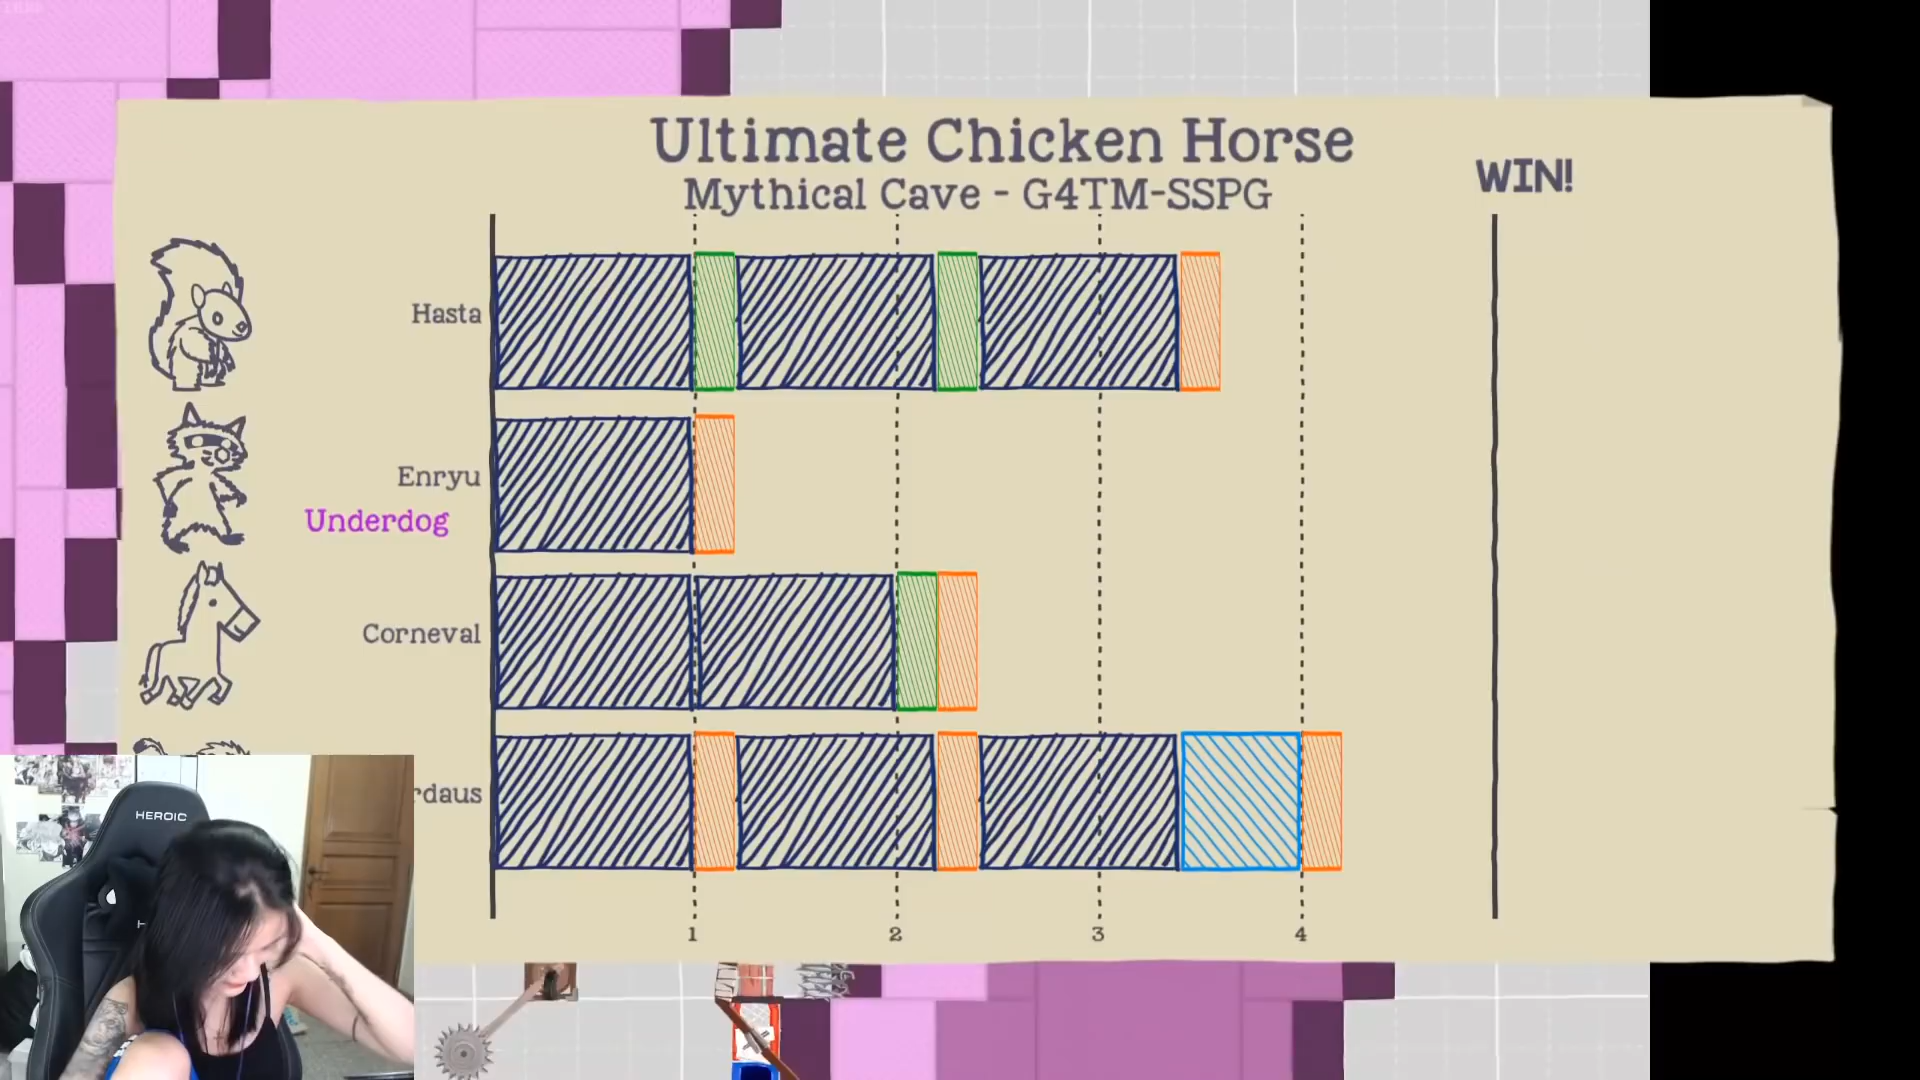 Ultimate Chicken Horse
WIN!
Mythical Cave - G4TM-SSPG
Hasta
Enryu
Underdog
Corneval
rdaus
1 2 3 4
HEROIC